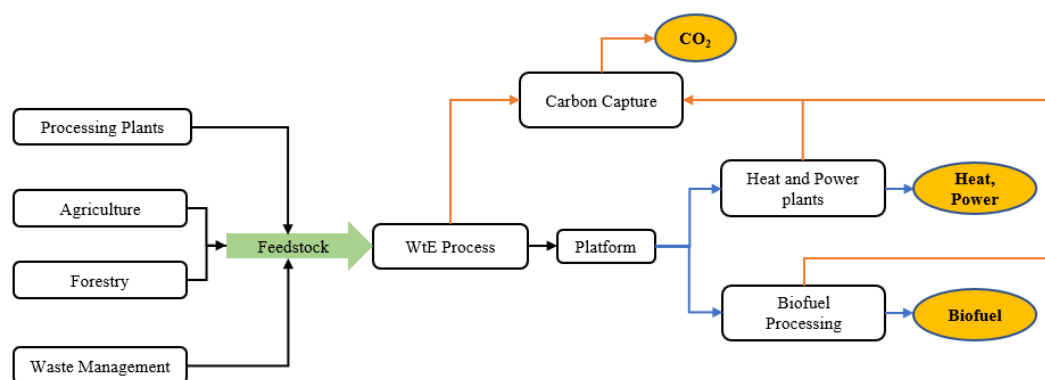 CO₂
Carbon Capture
Processing Plants
Agriculture
Forestry
Waste Management
Feedstock
WtE Process
Platform
Heat and Power
plants
Heat,
Power
Biofuel
Processing
Biofuel